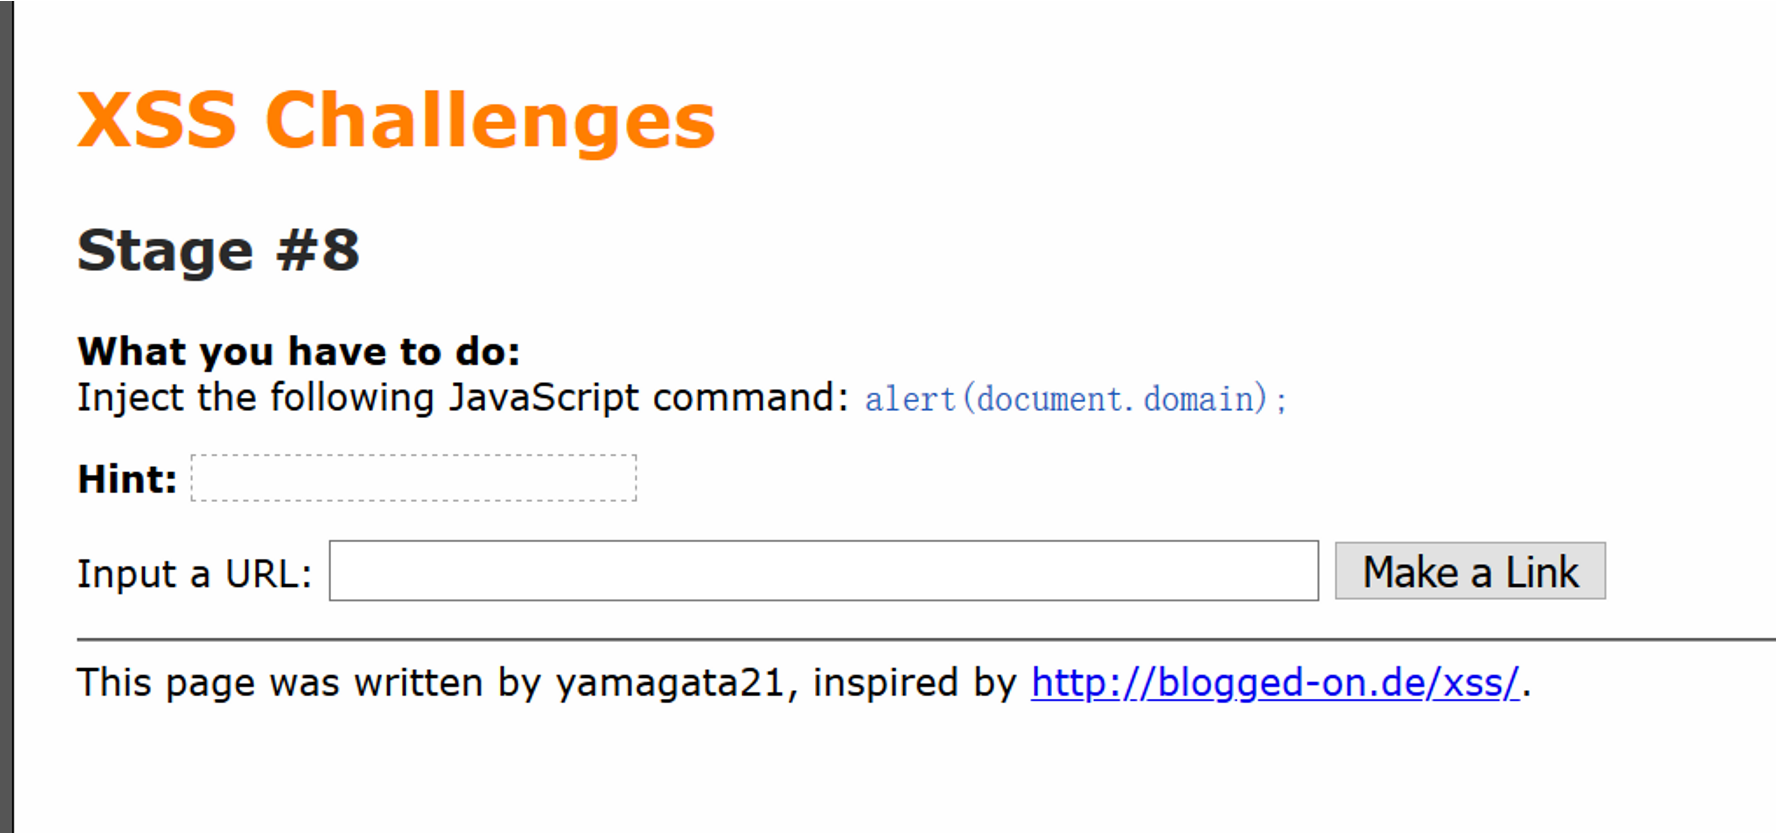 XSS Challenges
Stage #8
What you have to do:
Inject the following JavaScript command: alert(document.domain);
Hint:
Input a URL: Make a Link
This page was written by yamagata21, inspired by http://blogged-on.de/xss/.